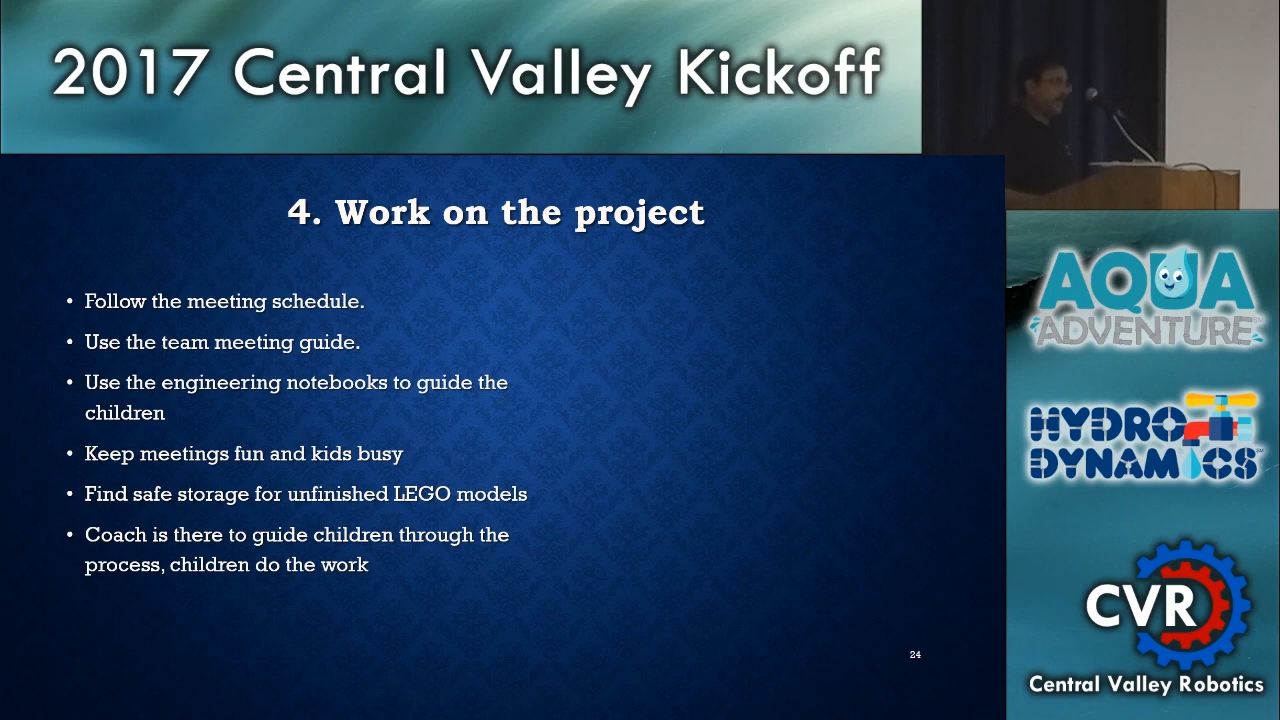 2017 Central Valley Kickoff
4. Work on the project
• Follow the meeting schedule.
• Use the team meeting guide.
• Use the engineering notebooks to guide the
children
• Keep meetings fun and kids busy
• Find safe storage for unfinished LEGO models
• Coach is there to guide children through the
process, children do the work
24
AQUA
ADVENTURE
HYDRO
DYNAMICS
CVR
Central Valley Robotics